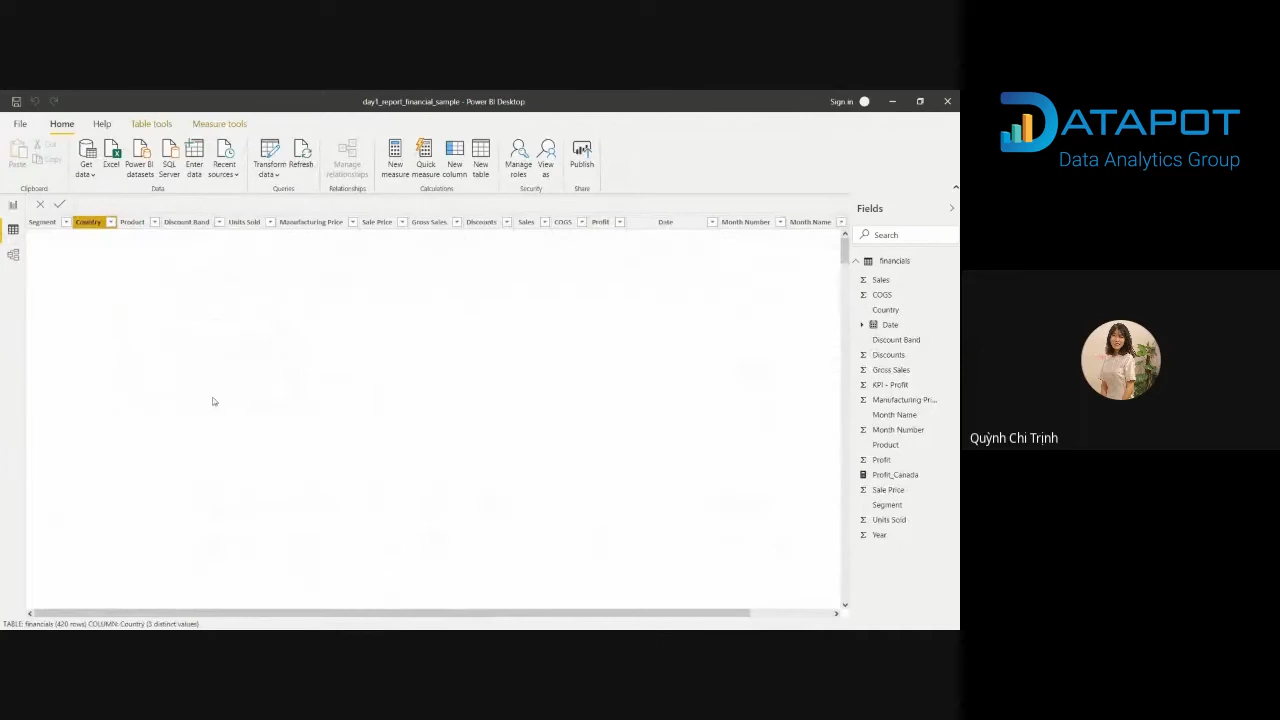 day1_report_financial_sample - Power BI Desktop
Sign in
File Home Help Table tools Measure tools
Paste
Cut
Copy
Get data
Excel
Power BI datasets
SQL Server
Enter data
Recent sources
Transform data
Refresh
Manage relationships
New measure
Quick measure
New column
New table
Manage roles
View as
Publish
Clipboard Data Queries Relationships Calculations Security Share
Segment Country Product Discount Band Units Sold Manufacturing Price Sale Price Gross Sales Discounts Sales COGS Profit Date Month Number Month Name
Fields
Search
financials
Sales
COGS
Country
Date
Discount Band
Discounts
Gross Sales
KPI - Profit
Manufacturing Pri...
Month Name
Month Number
Product
Profit
Profit_Canada
Sale Price
Segment
Units Sold
Year
TABLE: financials (420 rows) COLUMN: Country (3 distinct values)
DATAPOT
Data Analytics Group
Quỳnh Chi Trịnh